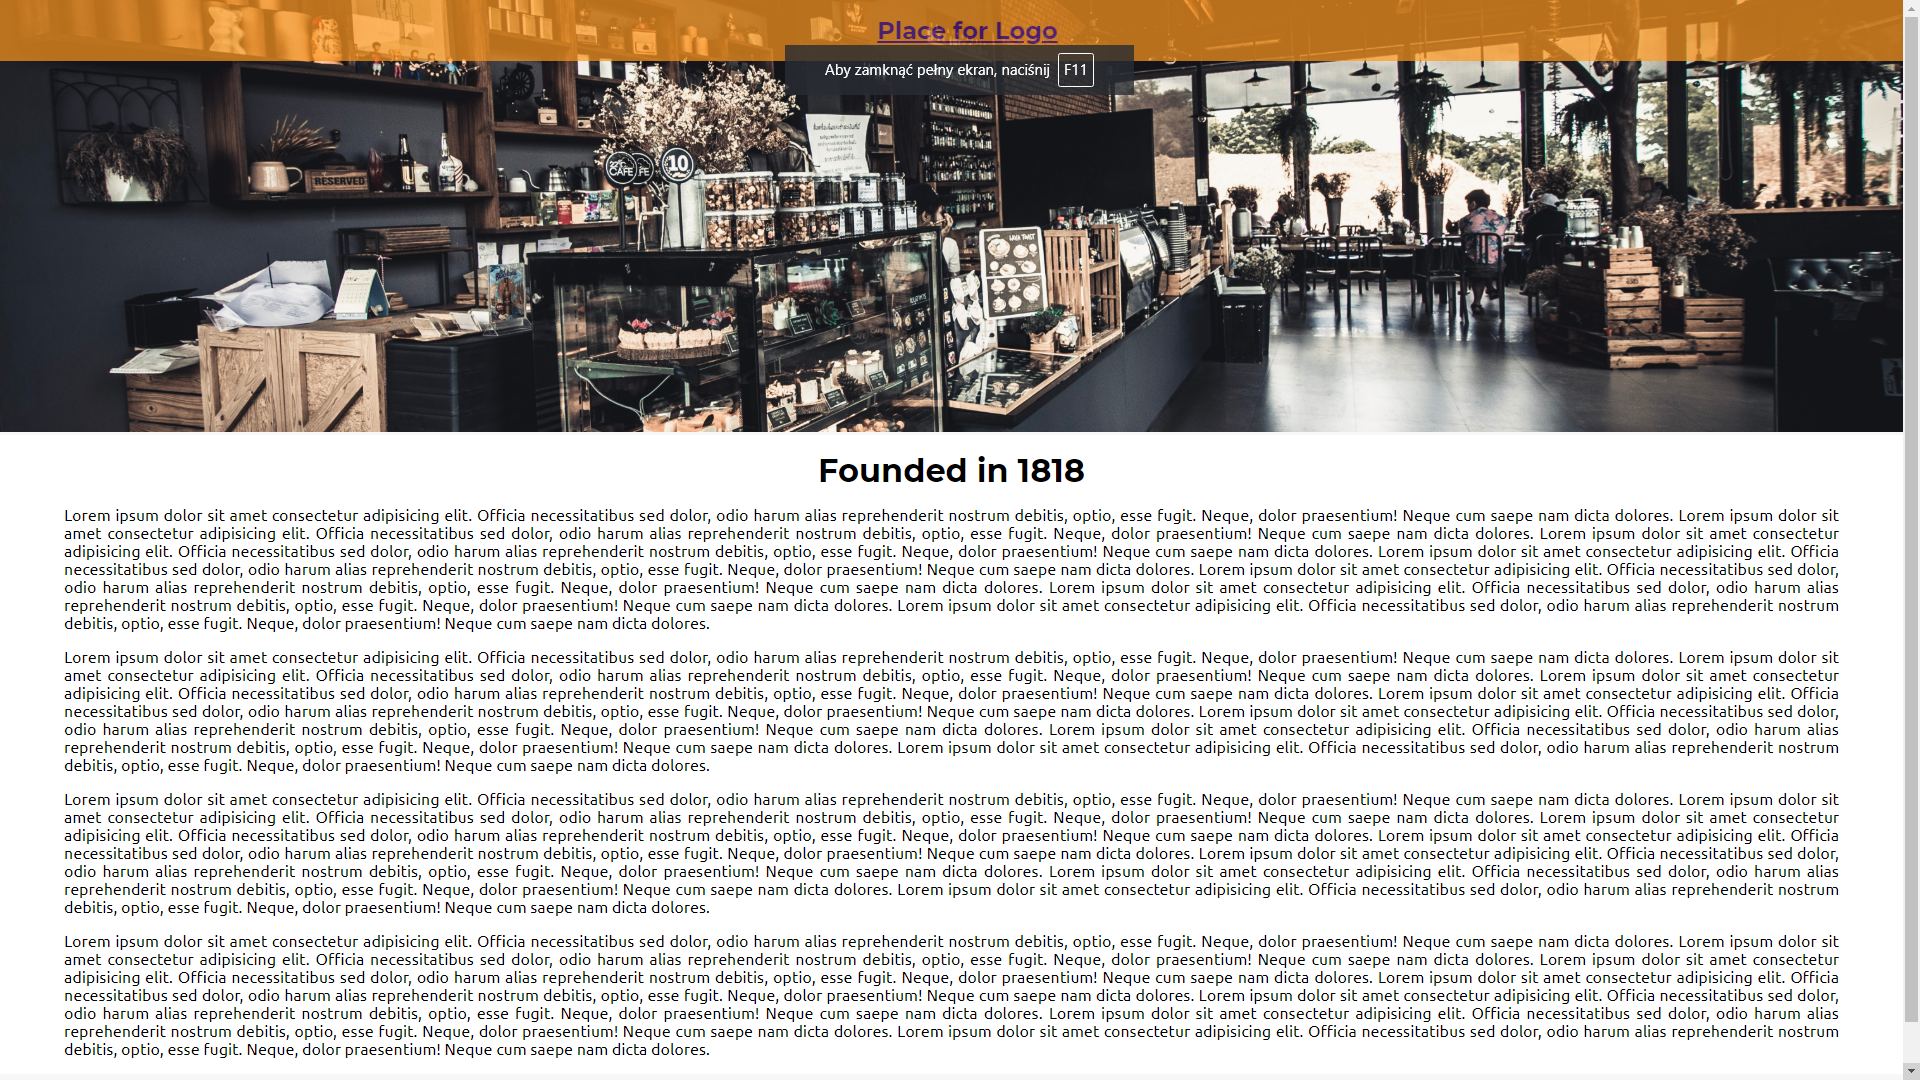 Place for Logo
Aby zamknąć pełny ekran, naciśnij F11
RESERVED
CAFE
FE
10
LAVA TOAST
Founded in 1818
Lorem ipsum dolor sit amet consectetur adipisicing elit. Officia necessitatibus sed dolor, odio harum alias reprehenderit nostrum debitis, optio, esse fugit. Neque, dolor praesentium! Neque cum saepe nam dicta dolores. Lorem ipsum dolor sit
amet consectetur adipisicing elit. Officia necessitatibus sed dolor, odio harum alias reprehenderit nostrum debitis, optio, esse fugit. Neque, dolor praesentium! Neque cum saepe nam dicta dolores. Lorem ipsum dolor sit amet consectetur
adipisicing elit. Officia necessitatibus sed dolor, odio harum alias reprehenderit nostrum debitis, optio, esse fugit. Neque, dolor praesentium! Neque cum saepe nam dicta dolores. Lorem ipsum dolor sit amet consectetur adipisicing elit. Officia
necessitatibus sed dolor, odio harum alias reprehenderit nostrum debitis, optio, esse fugit. Neque, dolor praesentium! Neque cum saepe nam dicta dolores. Lorem ipsum dolor sit amet consectetur adipisicing elit. Officia necessitatibus sed dolor,
odio harum alias reprehenderit nostrum debitis, optio, esse fugit. Neque, dolor praesentium! Neque cum saepe nam dicta dolores. Lorem ipsum dolor sit amet consectetur adipisicing elit. Officia necessitatibus sed dolor, odio harum alias
reprehenderit nostrum debitis, optio, esse fugit. Neque, dolor praesentium! Neque cum saepe nam dicta dolores. Lorem ipsum dolor sit amet consectetur adipisicing elit. Officia necessitatibus sed dolor, odio harum alias reprehenderit nostrum
debitis, optio, esse fugit. Neque, dolor praesentium! Neque cum saepe nam dicta dolores.
Lorem ipsum dolor sit amet consectetur adipisicing elit. Officia necessitatibus sed dolor, odio harum alias reprehenderit nostrum debitis, optio, esse fugit. Neque, dolor praesentium! Neque cum saepe nam dicta dolores. Lorem ipsum dolor sit
amet consectetur adipisicing elit. Officia necessitatibus sed dolor, odio harum alias reprehenderit nostrum debitis, optio, esse fugit. Neque, dolor praesentium! Neque cum saepe nam dicta dolores. Lorem ipsum dolor sit amet consectetur
adipisicing elit. Officia necessitatibus sed dolor, odio harum alias reprehenderit nostrum debitis, optio, esse fugit. Neque, dolor praesentium! Neque cum saepe nam dicta dolores. Lorem ipsum dolor sit amet consectetur adipisicing elit. Officia
necessitatibus sed dolor, odio harum alias reprehenderit nostrum debitis, optio, esse fugit. Neque, dolor praesentium! Neque cum saepe nam dicta dolores. Lorem ipsum dolor sit amet consectetur adipisicing elit. Officia necessitatibus sed dolor,
odio harum alias reprehenderit nostrum debitis, optio, esse fugit. Neque, dolor praesentium! Neque cum saepe nam dicta dolores. Lorem ipsum dolor sit amet consectetur adipisicing elit. Officia necessitatibus sed dolor, odio harum alias
reprehenderit nostrum debitis, optio, esse fugit. Neque, dolor praesentium! Neque cum saepe nam dicta dolores. Lorem ipsum dolor sit amet consectetur adipisicing elit. Officia necessitatibus sed dolor, odio harum alias reprehenderit nostrum
debitis, optio, esse fugit. Neque, dolor praesentium! Neque cum saepe nam dicta dolores.
Lorem ipsum dolor sit amet consectetur adipisicing elit. Officia necessitatibus sed dolor, odio harum alias reprehenderit nostrum debitis, optio, esse fugit. Neque, dolor praesentium! Neque cum saepe nam dicta dolores. Lorem ipsum dolor sit
amet consectetur adipisicing elit. Officia necessitatibus sed dolor, odio harum alias reprehenderit nostrum debitis, optio, esse fugit. Neque, dolor praesentium! Neque cum saepe nam dicta dolores. Lorem ipsum dolor sit amet consectetur
adipisicing elit. Officia necessitatibus sed dolor, odio harum alias reprehenderit nostrum debitis, optio, esse fugit. Neque, dolor praesentium! Neque cum saepe nam dicta dolores. Lorem ipsum dolor sit amet consectetur adipisicing elit. Officia
necessitatibus sed dolor, odio harum alias reprehenderit nostrum debitis, optio, esse fugit. Neque, dolor praesentium! Neque cum saepe nam dicta dolores. Lorem ipsum dolor sit amet consectetur adipisicing elit. Officia necessitatibus sed dolor,
odio harum alias reprehenderit nostrum debitis, optio, esse fugit. Neque, dolor praesentium! Neque cum saepe nam dicta dolores. Lorem ipsum dolor sit amet consectetur adipisicing elit. Officia necessitatibus sed dolor, odio harum alias
reprehenderit nostrum debitis, optio, esse fugit. Neque, dolor praesentium! Neque cum saepe nam dicta dolores. Lorem ipsum dolor sit amet consectetur adipisicing elit. Officia necessitatibus sed dolor, odio harum alias reprehenderit nostrum
debitis, optio, esse fugit. Neque, dolor praesentium! Neque cum saepe nam dicta dolores.
Lorem ipsum dolor sit amet consectetur adipisicing elit. Officia necessitatibus sed dolor, odio harum alias reprehenderit nostrum debitis, optio, esse fugit. Neque, dolor praesentium! Neque cum saepe nam dicta dolores. Lorem ipsum dolor sit
amet consectetur adipisicing elit. Officia necessitatibus sed dolor, odio harum alias reprehenderit nostrum debitis, optio, esse fugit. Neque, dolor praesentium! Neque cum saepe nam dicta dolores. Lorem ipsum dolor sit amet consectetur
adipisicing elit. Officia necessitatibus sed dolor, odio harum alias reprehenderit nostrum debitis, optio, esse fugit. Neque, dolor praesentium! Neque cum saepe nam dicta dolores. Lorem ipsum dolor sit amet consectetur adipisicing elit. Officia
necessitatibus sed dolor, odio harum alias reprehenderit nostrum debitis, optio, esse fugit. Neque, dolor praesentium! Neque cum saepe nam dicta dolores. Lorem ipsum dolor sit amet consectetur adipisicing elit. Officia necessitatibus sed dolor,
odio harum alias reprehenderit nostrum debitis, optio, esse fugit. Neque, dolor praesentium! Neque cum saepe nam dicta dolores. Lorem ipsum dolor sit amet consectetur adipisicing elit. Officia necessitatibus sed dolor, odio harum alias
reprehenderit nostrum debitis, optio, esse fugit. Neque, dolor praesentium! Neque cum saepe nam dicta dolores. Lorem ipsum dolor sit amet consectetur adipisicing elit. Officia necessitatibus sed dolor, odio harum alias reprehenderit nostrum
debitis, optio, esse fugit. Neque, dolor praesentium! Neque cum saepe nam dicta dolores.